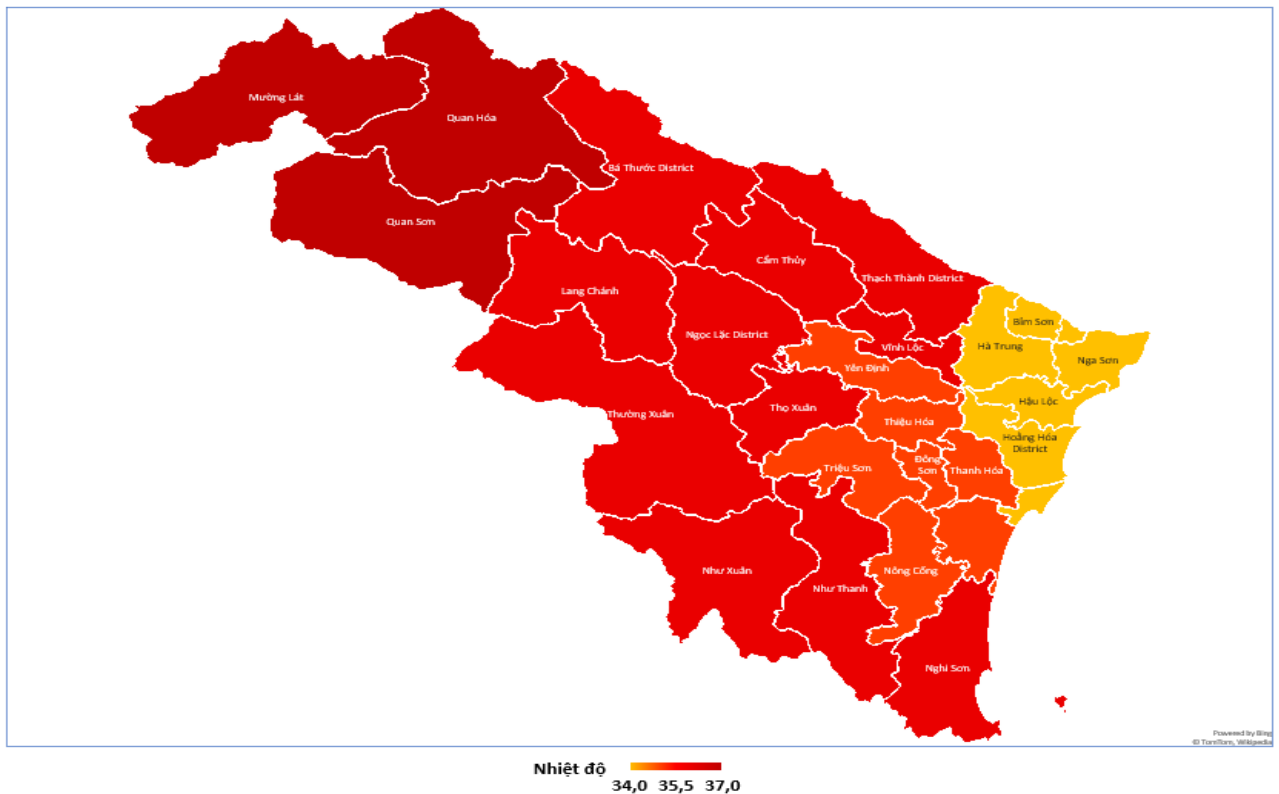 Mường Lát
Quan Hóa
Bá Thước District
Quan Sơn
Cẩm Thủy
Thạch Thành District
Lang Chánh
Bỉm Sơn
Ngọc Lặc District
Vĩnh Lộc
Hà Trung
Nga Sơn
Yên Định
Hậu Lộc
Thọ Xuân
Thường Xuân
Thiệu Hóa
Hoằng Hóa
District
Triệu Sơn
Đông
Sơn
Thanh Hóa
Như Xuân
Nông Cống
Như Thanh
Nghi Sơn
Powered by Bing
© TomTom, Wikipedia
Nhiệt độ
34,0 35,5 37,0